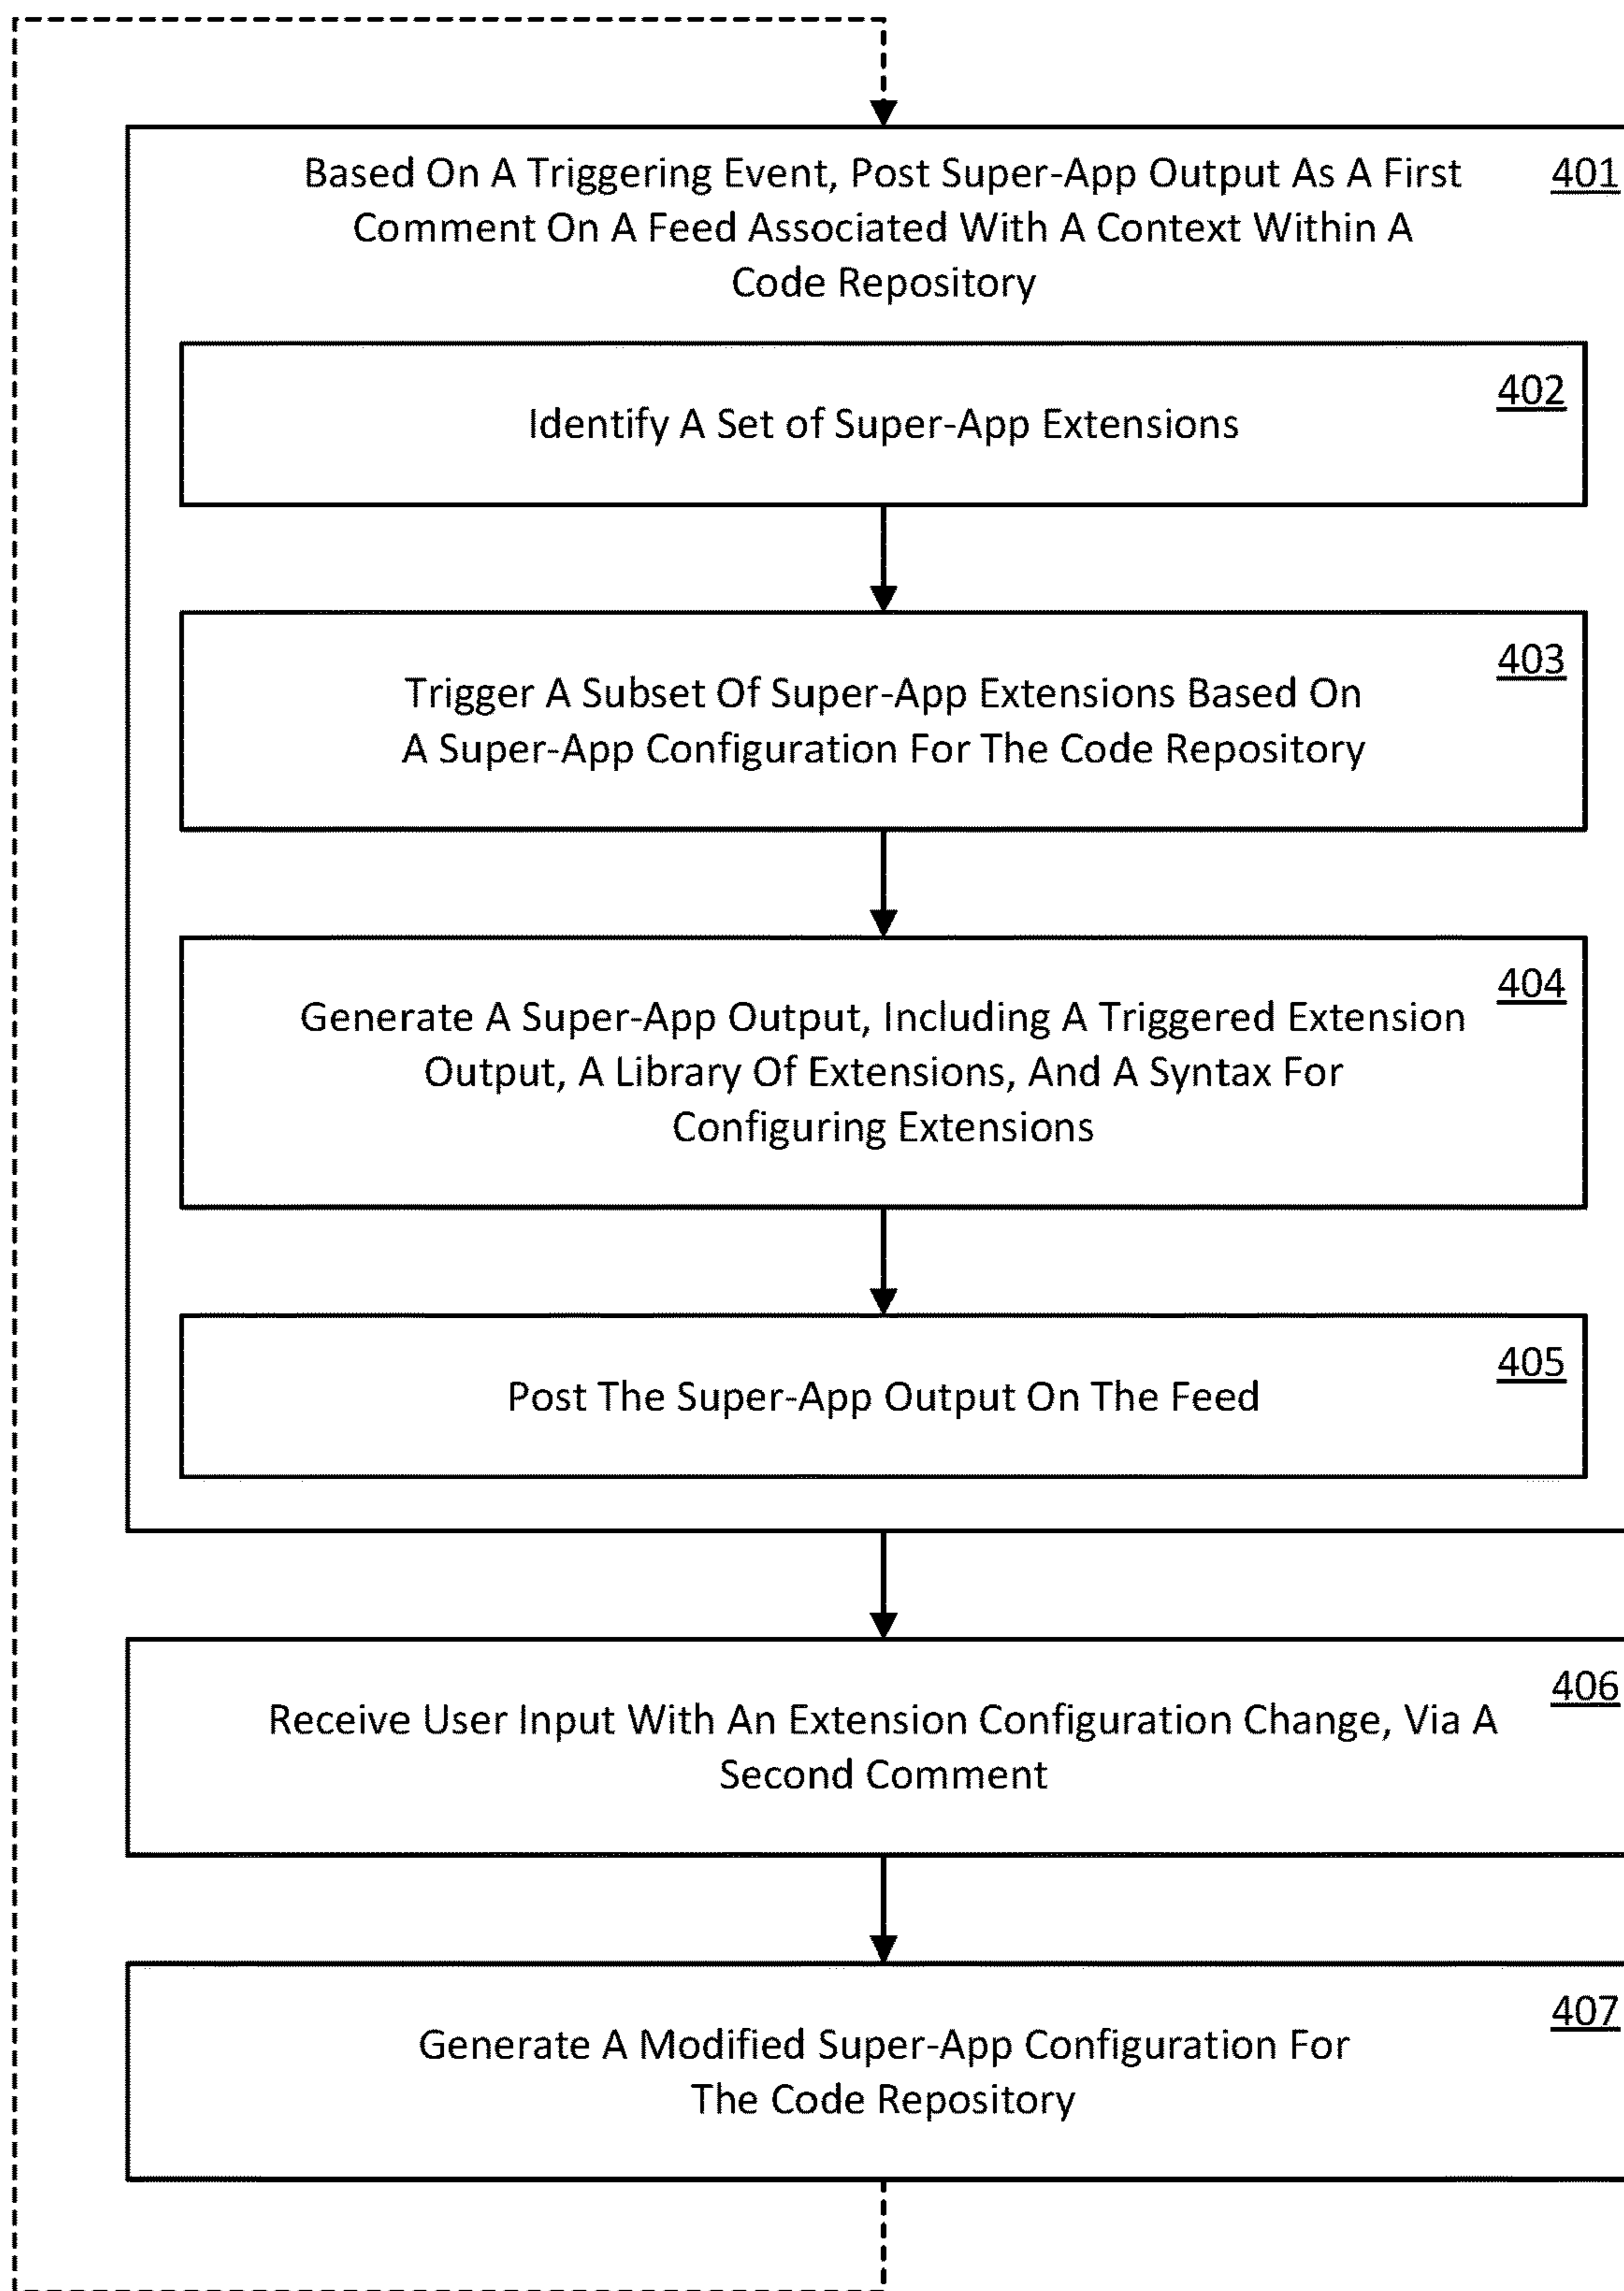 Based On A Triggering Event, Post Super-App Output As A First
401
Comment On A Feed Associated With A Context Within A
Code Repository
402
Identify A Set of Super-App Extensions
403
Trigger A Subset Of Super-App Extensions Based On
A Super-App Configuration For The Code Repository
404
Generate A Super-App Output, Including A Triggered Extension
Output, A Library Of Extensions, And A Syntax For
Configuring Extensions
405
Post The Super-App Output On The Feed
406
Receive User Input With An Extension Configuration Change, Via A
Second Comment
407
Generate A Modified Super-App Configuration For
The Code Repository